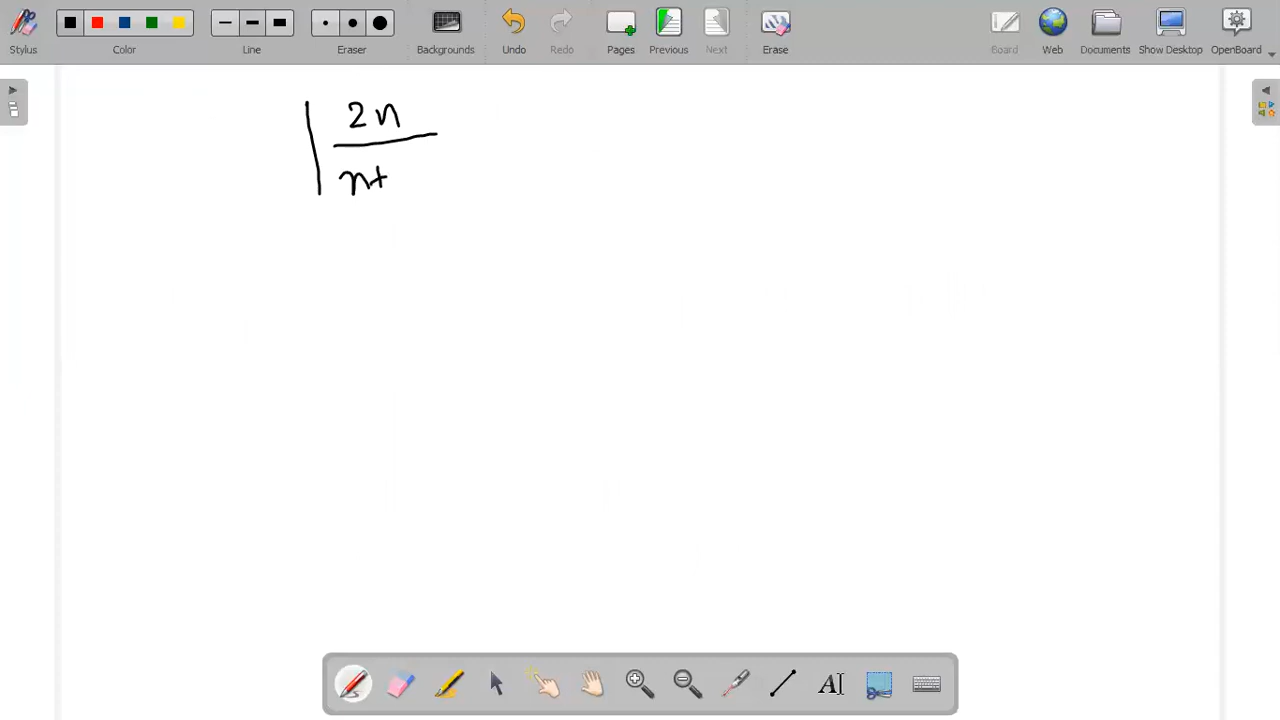 Stylus
Color
Line
Eraser
Backgrounds
Undo
Redo
Pages
Previous
Next
Erase
Board
Web
Documents
Show Desktop
OpenBoard
| 2n
n+